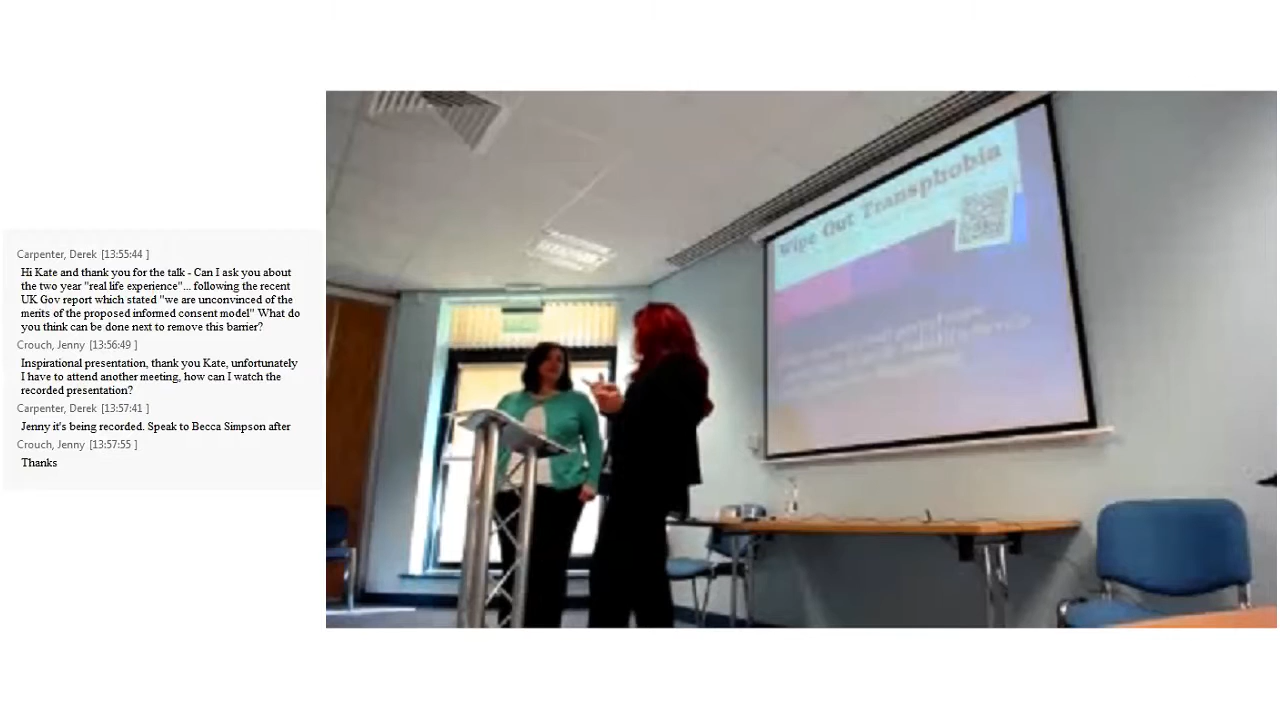 Carpenter, Derek [13:55:44 ]
Hi Kate and thank you for the talk - Can I ask you about
the two year "real life experience"... following the recent
UK Gov report which stated "we are unconvinced of the
merits of the proposed informed consent model" What do
you think can be done next to remove this barrier?
Crouch, Jenny [13:56:49 ]
Inspirational presentation, thank you Kate, unfortunately
I have to attend another meeting, how can I watch the
recorded presentation?
Carpenter, Derek [13:57:41 ]
Jenny it's being recorded. Speak to Becca Simpson after
Crouch, Jenny [13:57:55 ]
Thanks
Wipe Out Transphobia